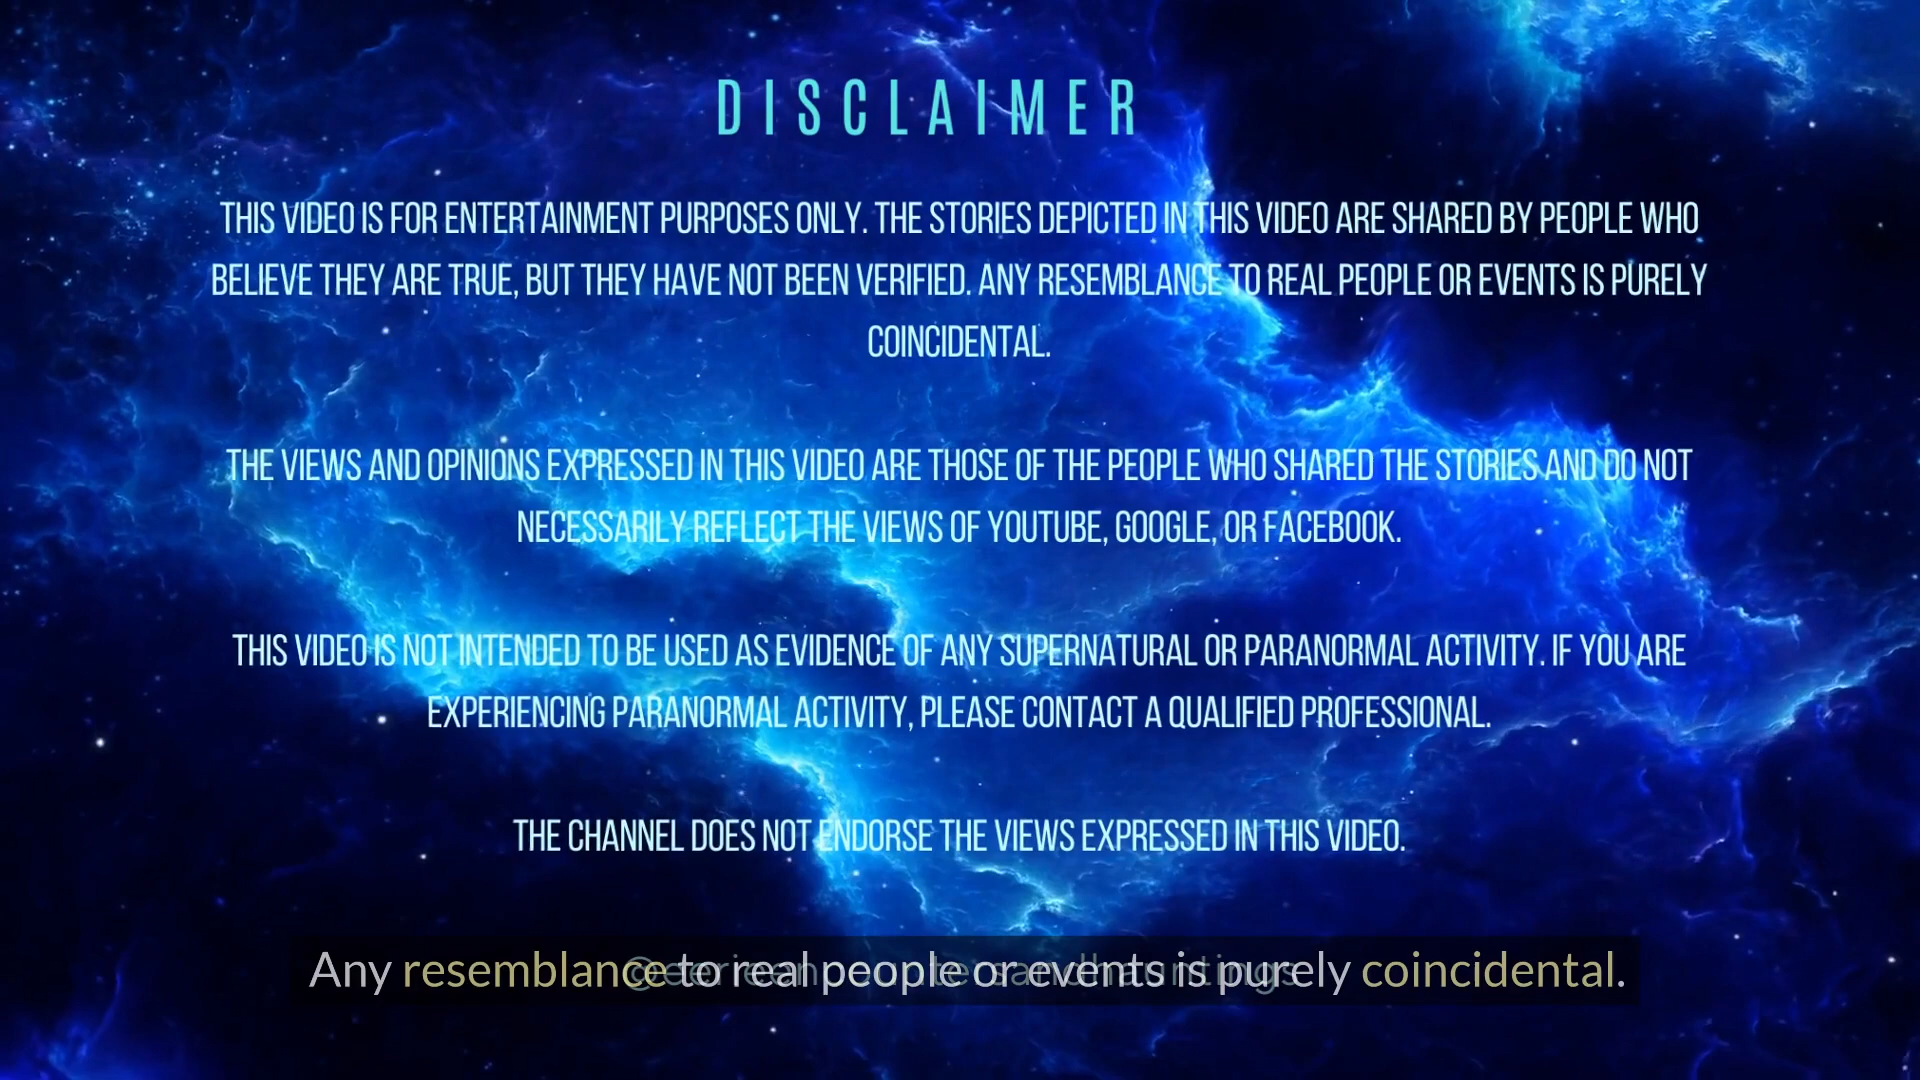 DISCLAIMER
THIS VIDEO IS FOR ENTERTAINMENT PURPOSES ONLY. THE STORIES DEPICTED IN THIS VIDEO ARE SHARED BY PEOPLE WHO
BELIEVE THEY ARE TRUE, BUT THEY HAVE NOT BEEN VERIFIED. ANY RESEMBLANCE TO REAL PEOPLE OR EVENTS IS PURELY
COINCIDENTAL.
THE VIEWS AND OPINIONS EXPRESSED IN THIS VIDEO ARE THOSE OF THE PEOPLE WHO SHARED THE STORIES AND DO NOT
NECESSARILY REFLECT THE VIEWS OF YOUTUBE, GOOGLE, OR FACEBOOK.
THIS VIDEO IS NOT INTENDED TO BE USED AS EVIDENCE OF ANY SUPERNATURAL OR PARANORMAL ACTIVITY. IF YOU ARE
EXPERIENCING PARANORMAL ACTIVITY, PLEASE CONTACT A QUALIFIED PROFESSIONAL.
THE CHANNEL DOES NOT ENDORSE THE VIEWS EXPRESSED IN THIS VIDEO.
Any resemblance to real people or events is purely coincidental.